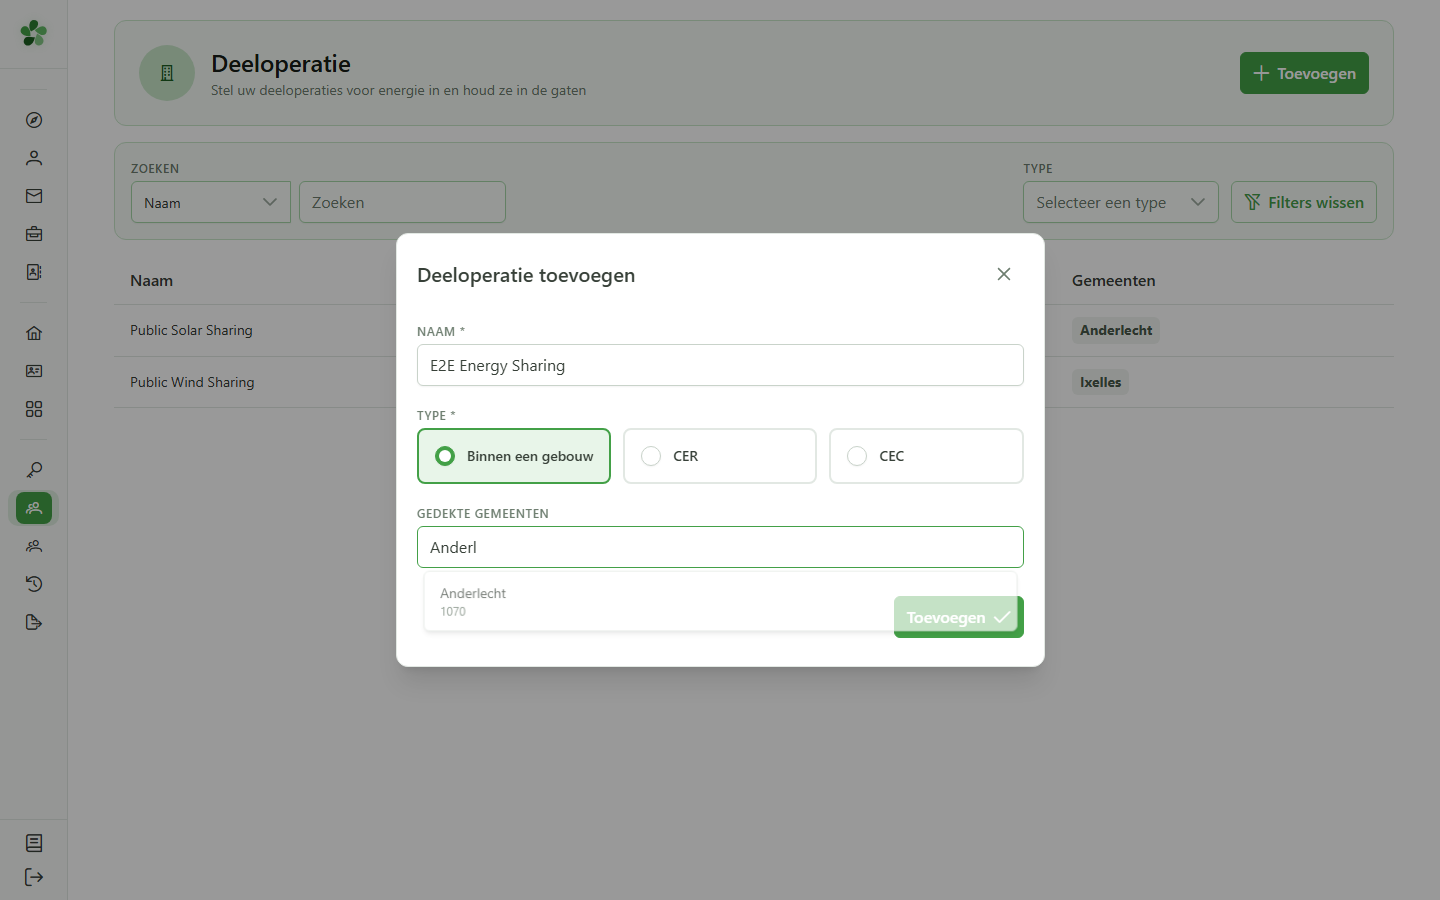 Deeloperatie
Stel uw deeloperaties voor energie in en houd ze in de gaten
Toevoegen
ZOEKEN
Naam
Zoeken
TYPE
Selecteer een type
Filters wissen
Naam
Gemeenten
Public Solar Sharing
Anderlecht
Public Wind Sharing
Ixelles
Deeloperatie toevoegen
NAAM *
E2E Energy Sharing
TYPE *
Binnen een gebouw
CER
CEC
GEDEKTE GEMEENTEN
Anderl
Anderlecht
1070
Toevoegen